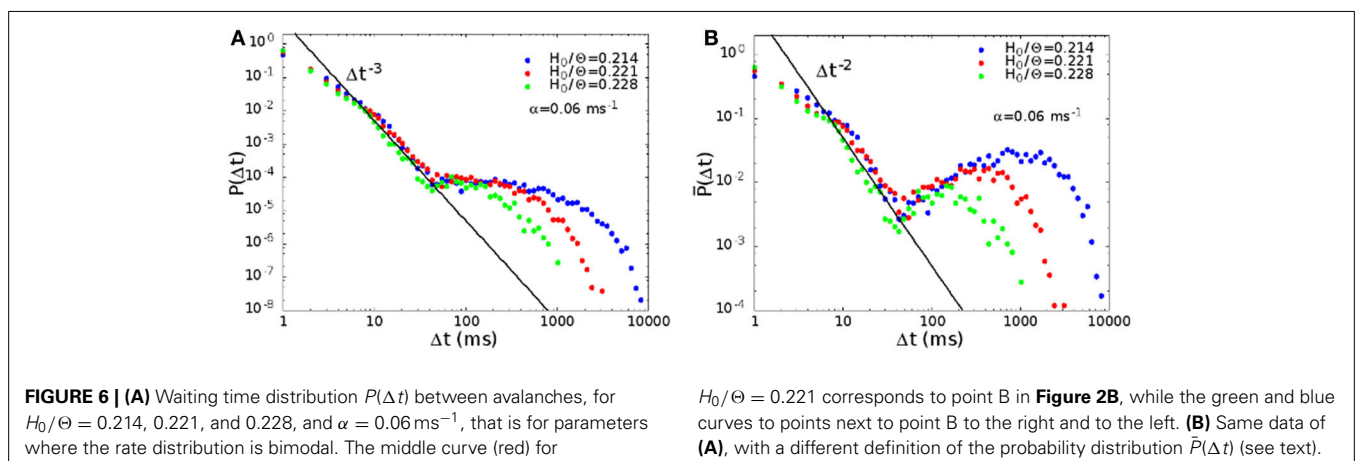 A
10⁰
10⁻¹
10⁻²
10⁻³
10⁻⁴
10⁻⁵
10⁻⁶
10⁻⁷
10⁻⁸
P(Δt)
Δt⁻³
H₀/Θ=0.214
H₀/Θ=0.221
H₀/Θ=0.228
α=0.06 ms⁻¹
1 10 100 1000 10000
Δt (ms)
B
10⁰
10⁻¹
10⁻²
10⁻³
10⁻⁴
P̄(Δt)
Δt⁻²
H₀/Θ=0.214
H₀/Θ=0.221
H₀/Θ=0.228
α=0.06 ms⁻¹
1 10 100 1000 10000
Δt (ms)
FIGURE 6 | (A) Waiting time distribution P(Δt) between avalanches, for
H₀/Θ = 0.214, 0.221, and 0.228, and α = 0.06 ms⁻¹, that is for parameters
where the rate distribution is bimodal. The middle curve (red) for
H₀/Θ = 0.221 corresponds to point B in Figure 2B, while the green and blue
curves to points next to point B to the right and to the left. (B) Same data of
(A), with a different definition of the probability distribution P̄(Δt) (see text).